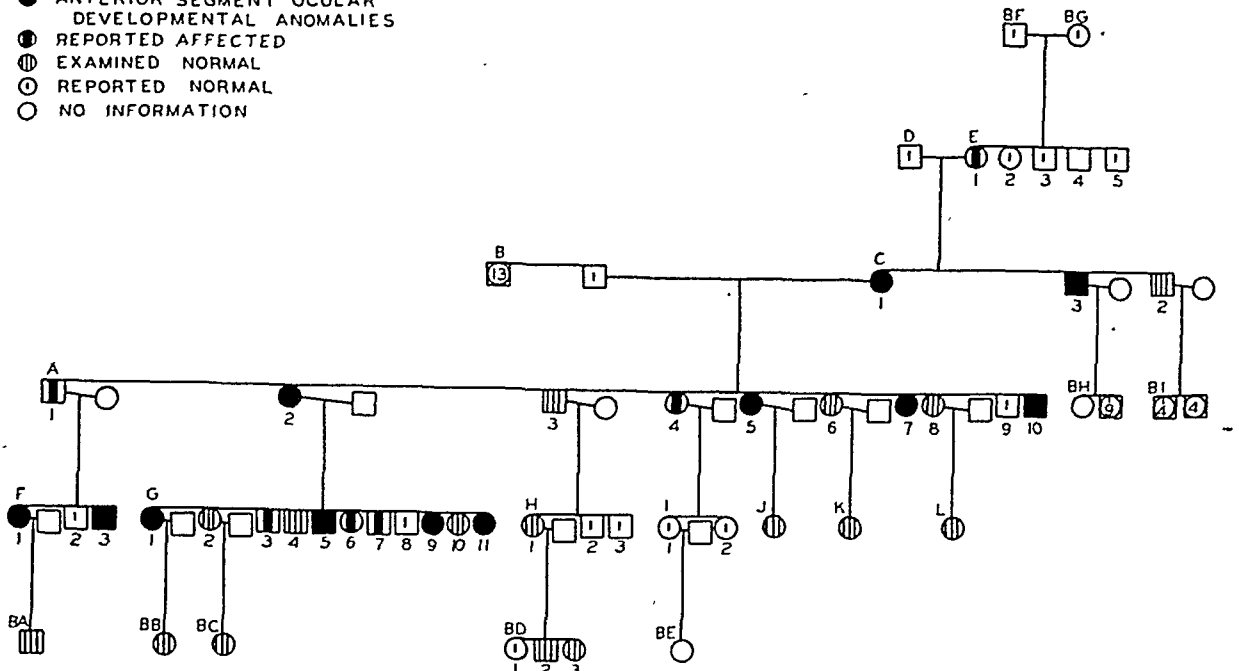 ANTERIOR SEGMENT OCULAR
DEVELOPMENTAL ANOMALIES
REPORTED AFFECTED
EXAMINED NORMAL
REPORTED NORMAL
NO INFORMATION
BF BG
D E
1 2 3 4 5
B C
13
1 3 2
A
BH BI
9 4 4
1 2 3 4 5 6 7 8 9 10
F G H I J K L
1 2 3 1 2 3 4 5 6 7 8 9 10 11 1 2 3 1 2
BA BB BC BD BE
1 2 3